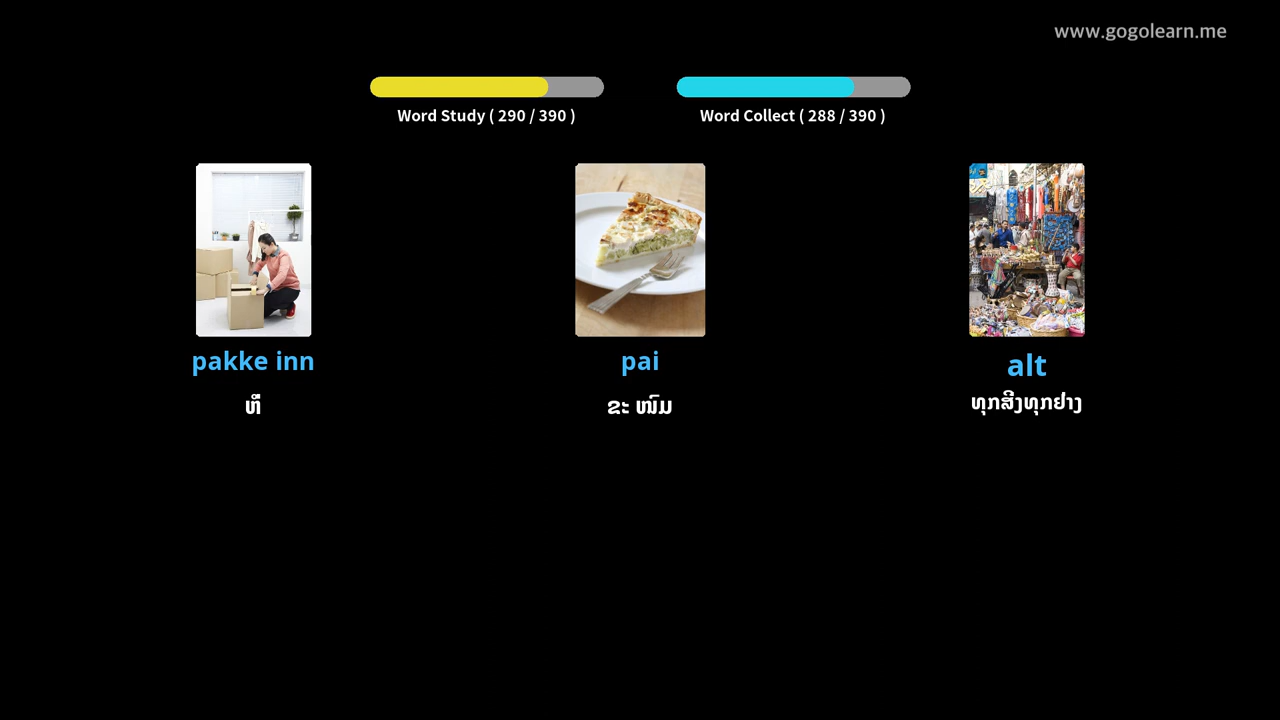 www.gogolearn.me
Word Study ( 290 / 390 )
Word Collect ( 288 / 390 )
pakke inn
pai
alt
ຫໍ່
ຂະ ໜົມ
ທຸກສິ່ງທຸກຢ່າງ